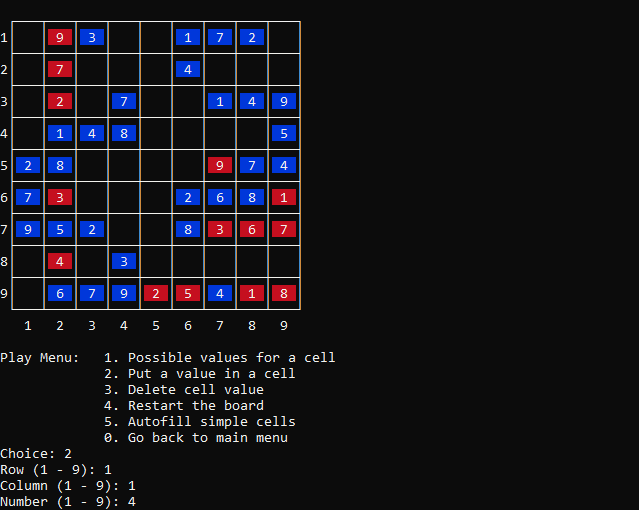 1 9 3 1 7 2
2 7 4
3 2 7 1 4 9
4 1 4 8 5
5 2 8 9 7 4
6 7 3 2 6 8 1
7 9 5 2 8 3 6 7
8 4 3
9 6 7 9 2 5 4 1 8
1 2 3 4 5 6 7 8 9
Play Menu: 1. Possible values for a cell
2. Put a value in a cell
3. Delete cell value
4. Restart the board
5. Autofill simple cells
0. Go back to main menu
Choice: 2
Row (1 - 9): 1
Column (1 - 9): 1
Number (1 - 9): 4